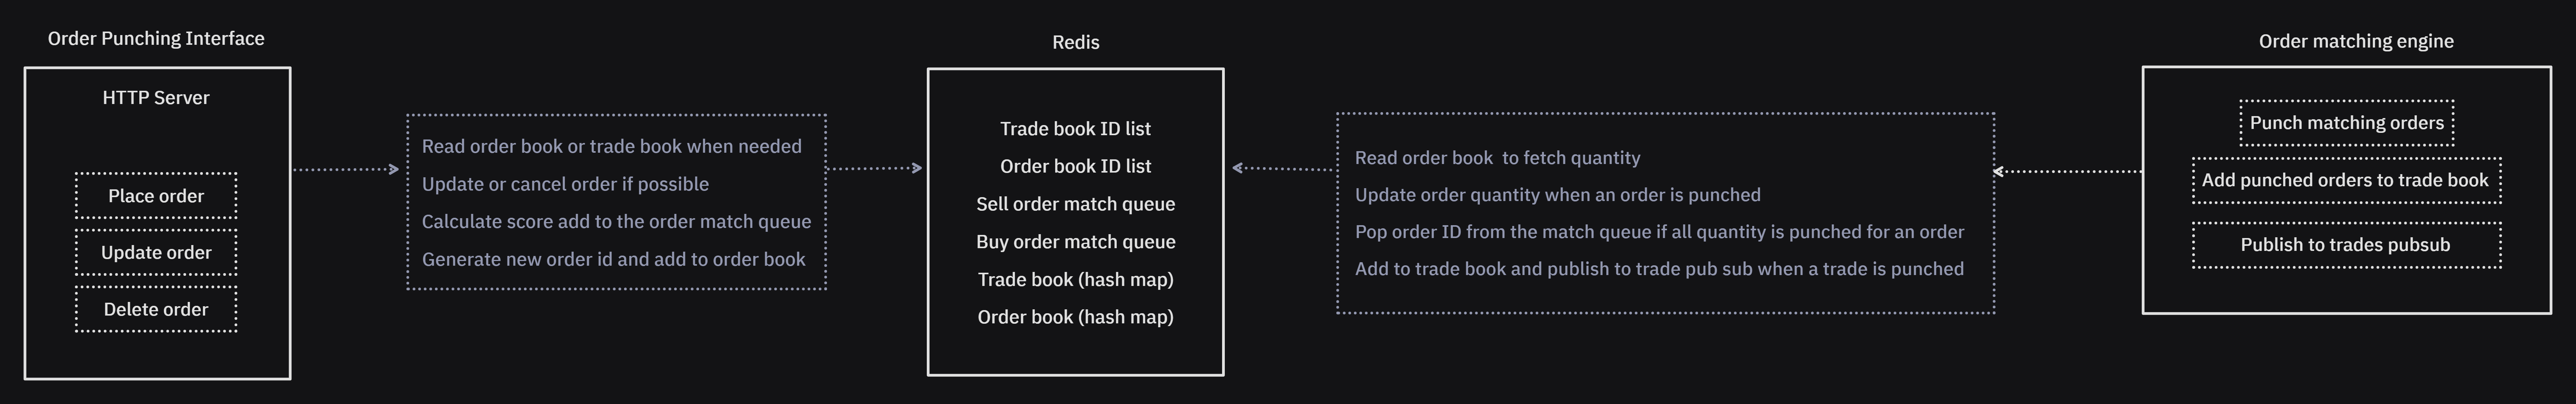 Order Punching Interface
HTTP Server
Place order
Update order
Delete order
Read order book or trade book when needed
Update or cancel order if possible
Calculate score add to the order match queue
Generate new order id and add to order book
Redis
Trade book ID list
Order book ID list
Sell order match queue
Buy order match queue
Trade book (hash map)
Order book (hash map)
Read order book to fetch quantity
Update order quantity when an order is punched
Pop order ID from the match queue if all quantity is punched for an order
Add to trade book and publish to trade pub sub when a trade is punched
Order matching engine
Punch matching orders
Add punched orders to trade book
Publish to trades pubsub